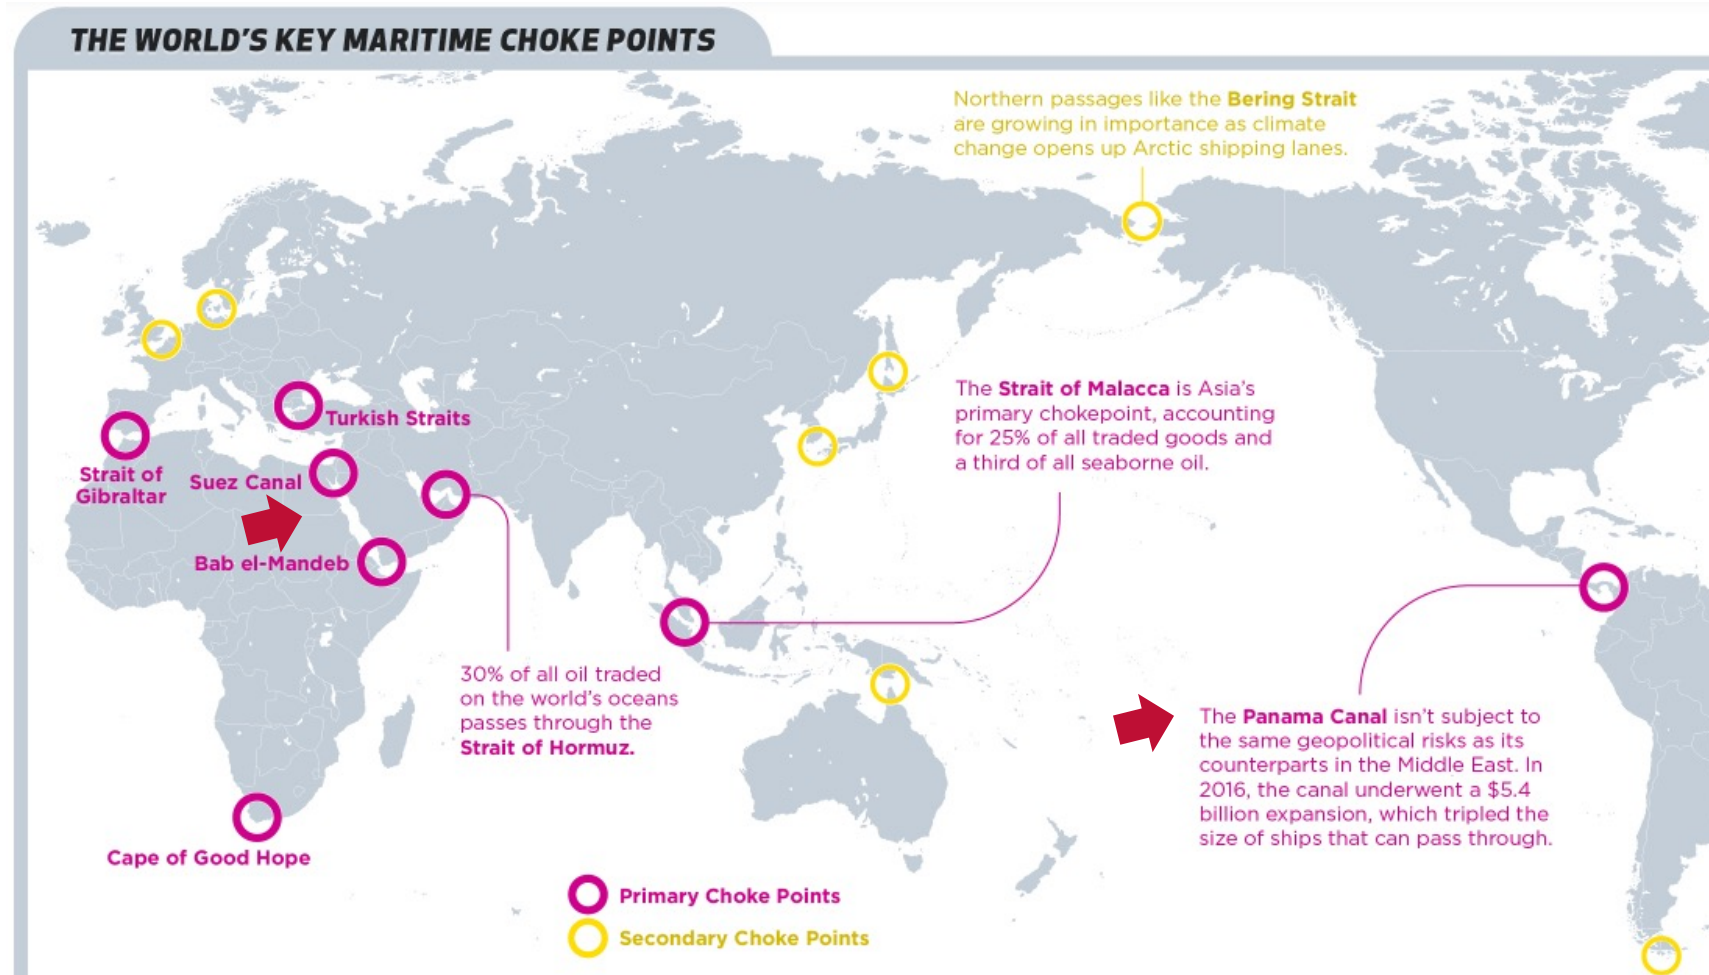 THE WORLD'S KEY MARITIME CHOKE POINTS
Northern passages like the Bering Strait
are growing in importance as climate
change opens up Arctic shipping lanes.
Turkish Straits
Strait of
Gibraltar
Suez Canal
Bab el-Mandeb
The Strait of Malacca is Asia's
primary chokepoint, accounting
for 25% of all traded goods and
a third of all seaborne oil.
30% of all oil traded
on the world's oceans
passes through the
Strait of Hormuz.
The Panama Canal isn't subject to
the same geopolitical risks as its
counterparts in the Middle East. In
2016, the canal underwent a $5.4
billion expansion, which tripled the
size of ships that can pass through.
Cape of Good Hope
Primary Choke Points
Secondary Choke Points